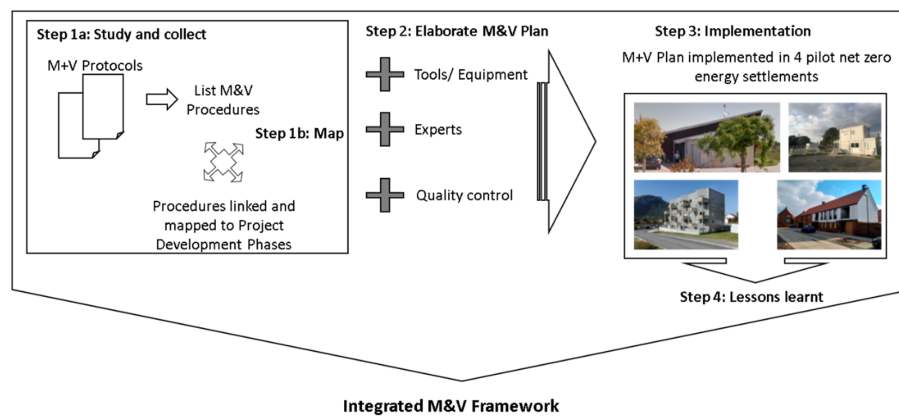 Step 1a: Study and collect
M+V Protocols
List M&V
Procedures
Step 1b: Map
Procedures linked and
mapped to Project
Development Phases
Step 2: Elaborate M&V Plan
Tools/ Equipment
Experts
Quality control
Step 3: Implementation
M+V Plan implemented in 4 pilot net zero
energy settlements
Step 4: Lessons learnt
Integrated M&V Framework